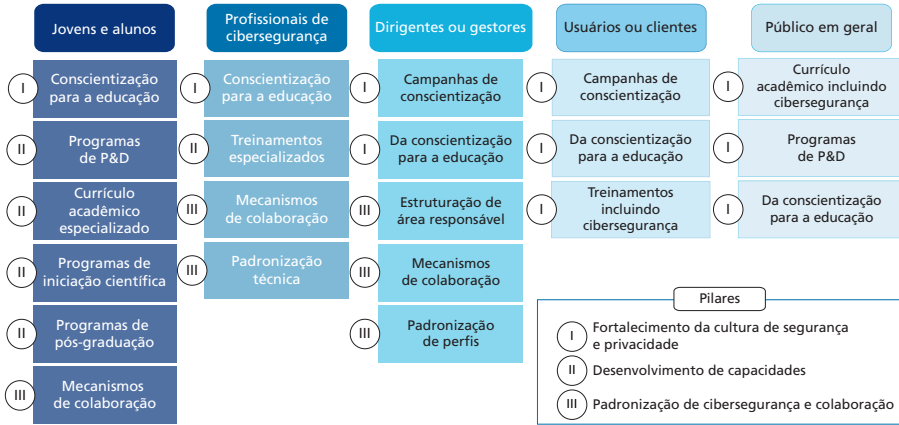 Jovens e alunos
I
Conscientização
para a educação
II
Programas
de P&D
II
Currículo
acadêmico
especializado
II
Programas de
iniciação científica
II
Programas de
pós-graduação
III
Mecanismos
de colaboração
Profissionais de
cibersegurança
I
Conscientização
para a educação
II
Treinamentos
especializados
III
Mecanismos
de colaboração
III
Padronização
técnica
Dirigentes ou gestores
I
Campanhas de
conscientização
I
Da conscientização
para a educação
III
Estruturação de
área responsável
III
Mecanismos
de colaboração
III
Padronização
de perfis
Usuários ou clientes
I
Campanhas de
conscientização
I
Da conscientização
para a educação
I
Treinamentos
incluindo
cibersegurança
Público em geral
I
Currículo
acadêmico incluindo
cibersegurança
I
Programas
de P&D
I
Da conscientização
para a educação
Pilares
I
Fortalecimento da cultura de segurança
e privacidade
II
Desenvolvimento de capacidades
III
Padronização de cibersegurança e colaboração